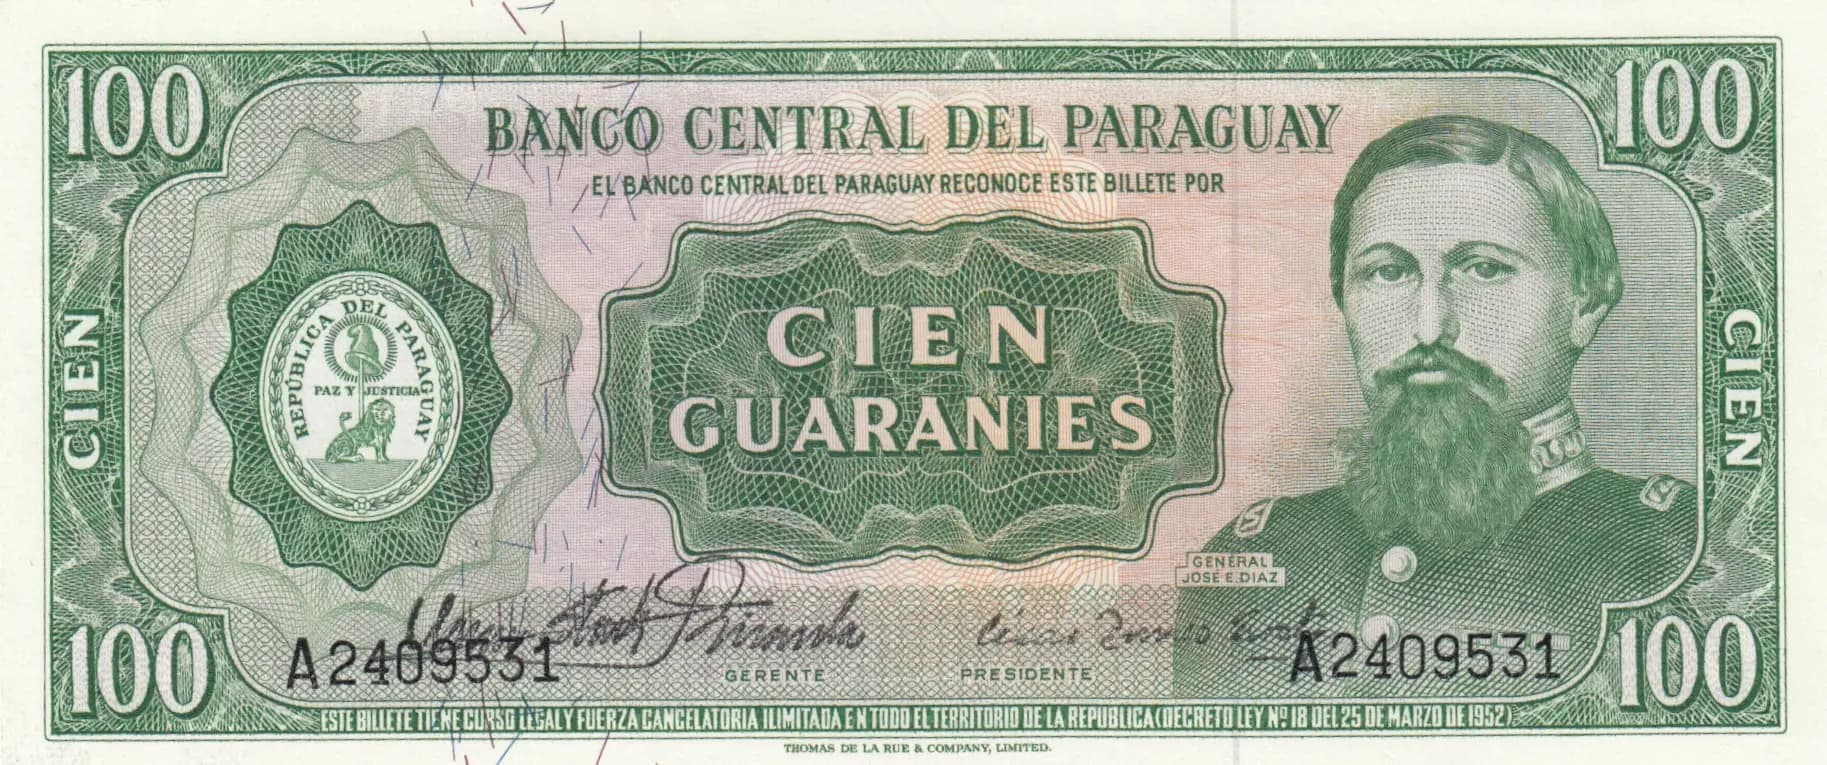 100
100
BANCO CENTRAL DEL PARAGUAY
EL BANCO CENTRAL DEL PARAGUAY RECONOCE ESTE BILLETE POR
CIEN
REPÚBLICA DEL PARAGUAY
PAZ Y JUSTICIA
CIEN
GUARANIES
CIEN
GENERAL
JOSE E. DIAZ
A2409531
GERENTE
PRESIDENTE
A2409531
100
100
ESTE BILLETE TIENE CURSO LEGAL Y FUERZA CANCELATORIA ILIMITADA EN TODO EL TERRITORIO DE LA REPUBLICA (DECRETO LEY Nº 18 DEL 25 DE MARZO DE 1952)
THOMAS DE LA RUE & COMPANY, LIMITED.